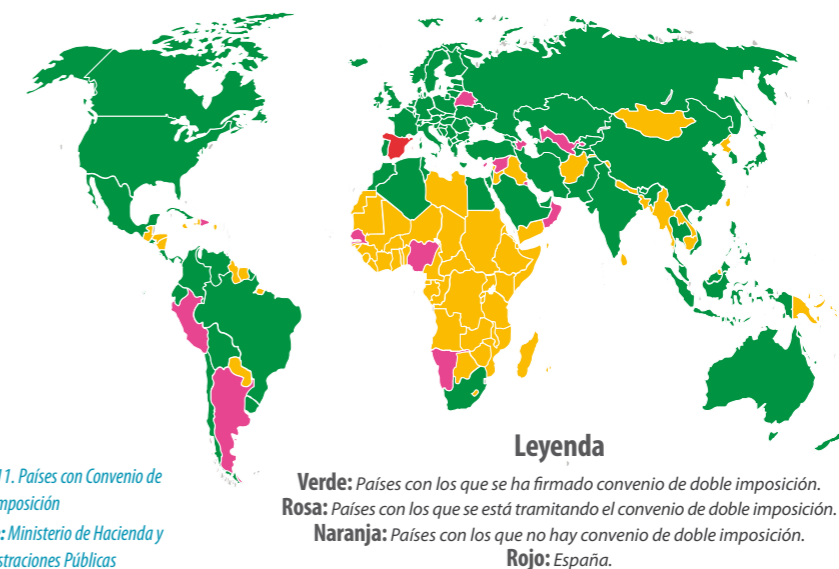 Leyenda
Verde: Países con los que se ha firmado convenio de doble imposición.
Rosa: Países con los que se está tramitando el convenio de doble imposición.
Naranja: Países con los que no hay convenio de doble imposición.
Rojo: España.
1. Países con Convenio de
mposición
: Ministerio de Hacienda y
straciones Públicas